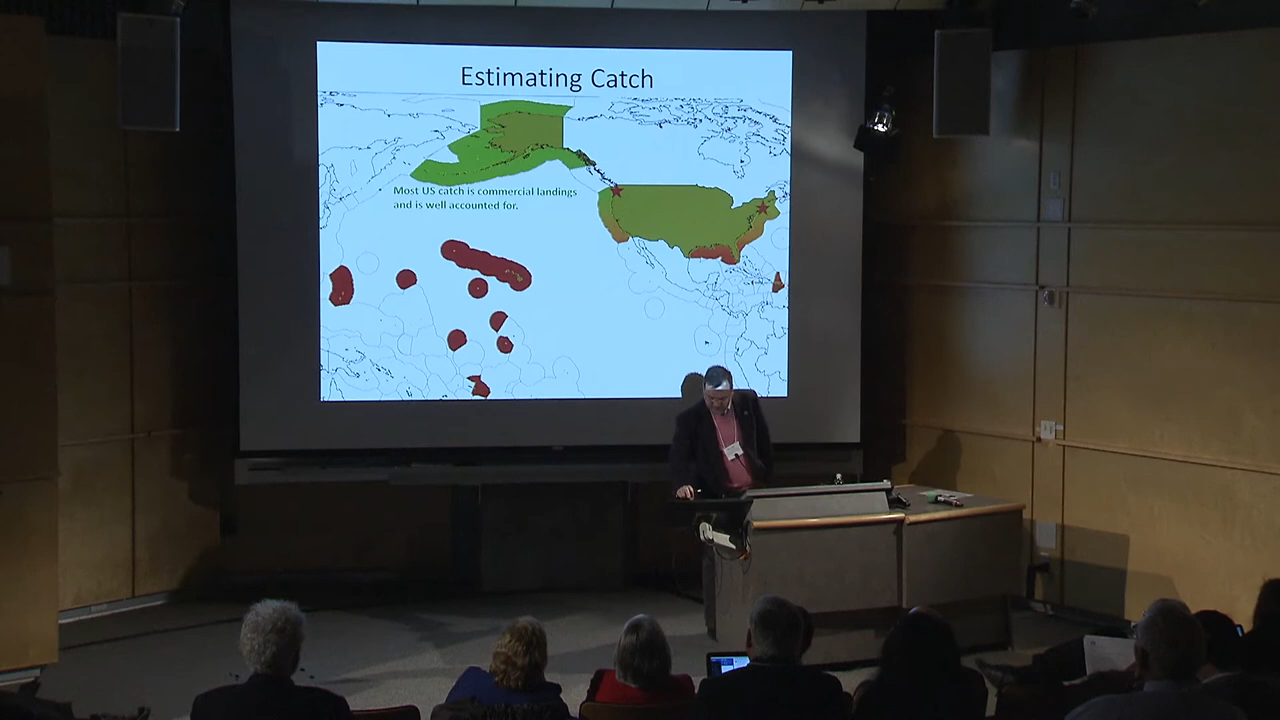 Estimating Catch
• Most US catch is commercial landings
and is well accounted for.